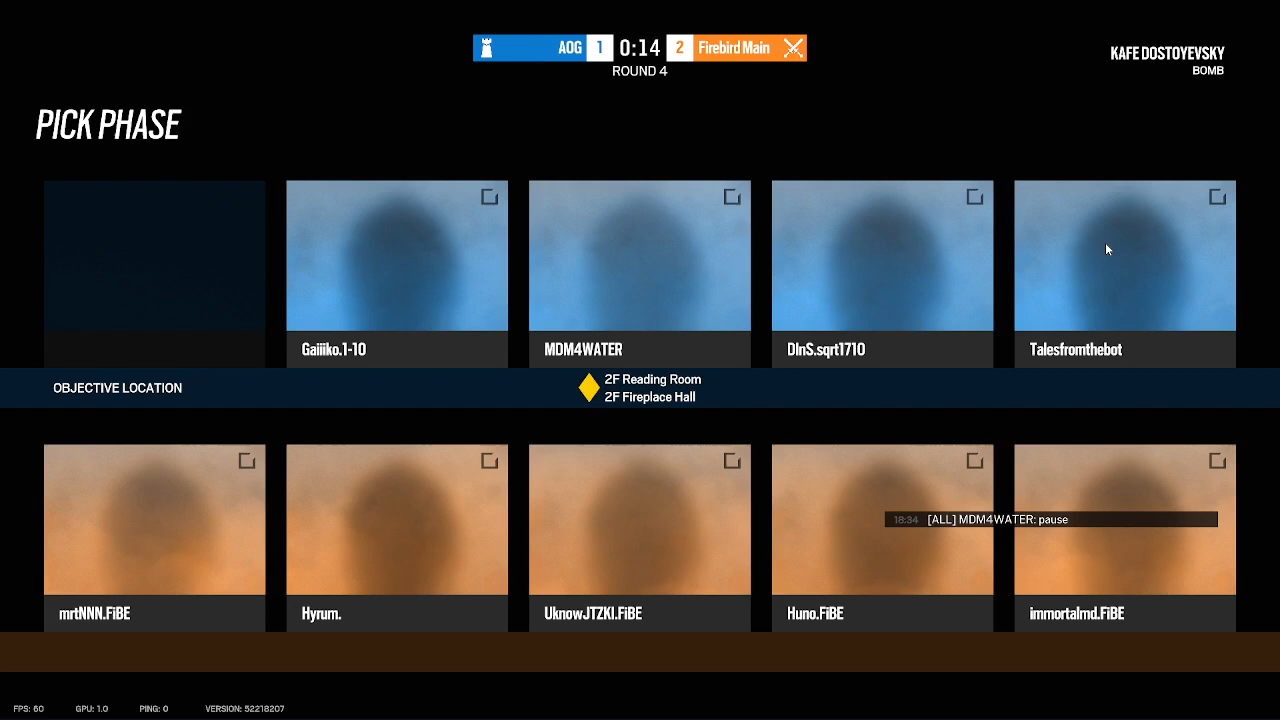 AOG 1 0:14 2 Firebird Main
ROUND 4
KAFE DOSTOYEVSKY
BOMB
PICK PHASE
Gaiiiko.1-10
MDM4WATER
DInS.sqrt1710
Talesfromthebot
OBJECTIVE LOCATION
2F Reading Room
2F Fireplace Hall
18:34 [ALL] MDM4WATER: pause
mrtNNN.FiBE
Hyrum.
UknowJTZKI.FiBE
Huno.FiBE
immortalmd.FiBE
FPS: 60 GPU: 1.0 PING: 0 VERSION: 52218207